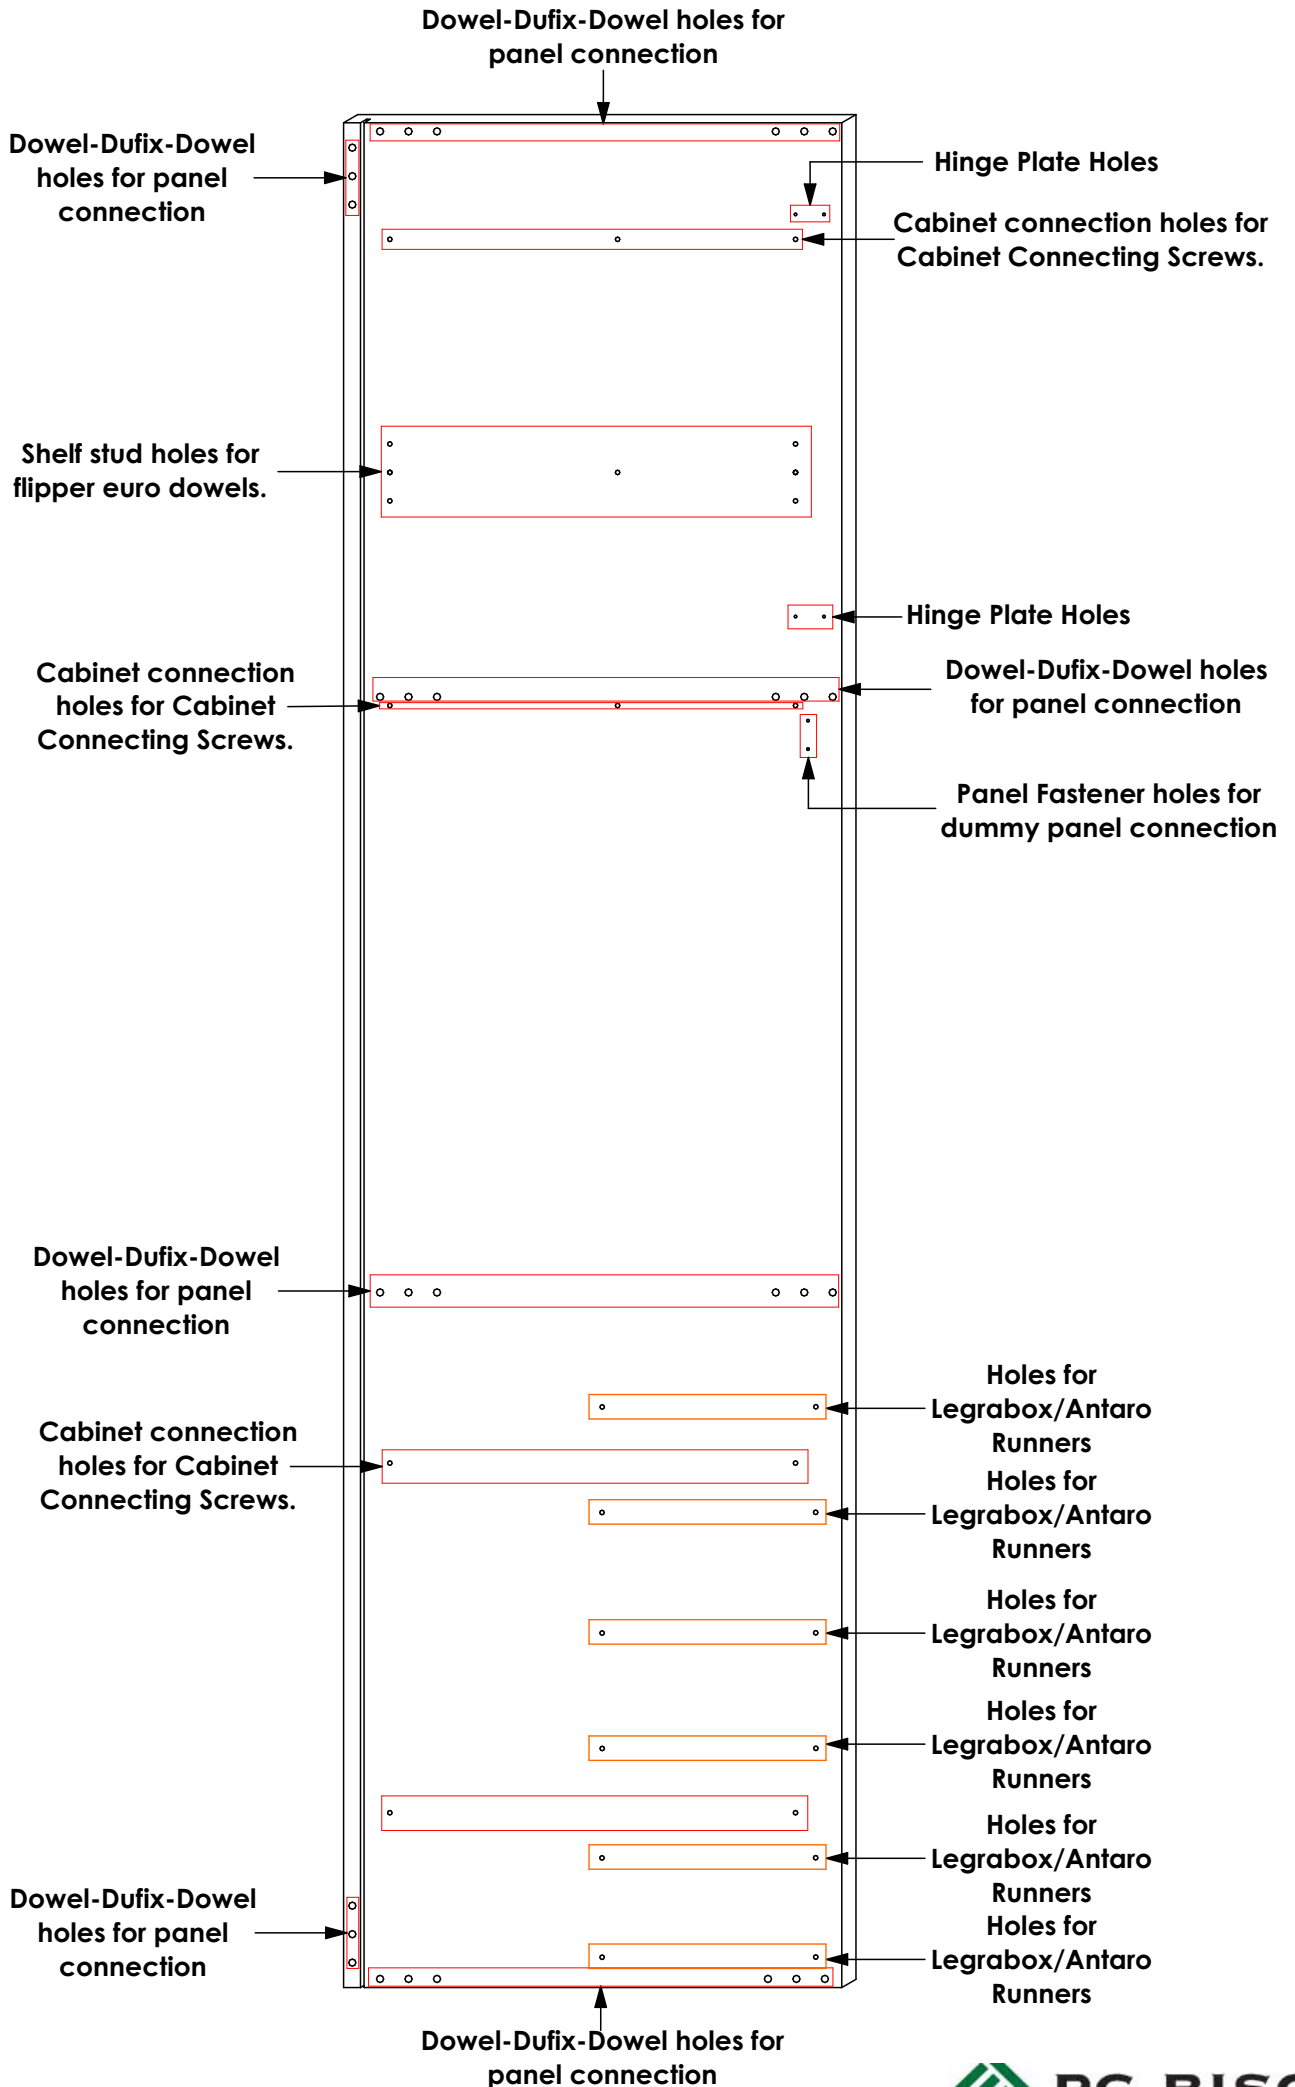 Dowel-Dufix-Dowel holes for
panel connection
Dowel-Dufix-Dowel
holes for panel
connection
Hinge Plate Holes
Cabinet connection holes for
Cabinet Connecting Screws.
Shelf stud holes for
flipper euro dowels.
Hinge Plate Holes
Cabinet connection
holes for Cabinet
Connecting Screws.
Dowel-Dufix-Dowel holes
for panel connection
Panel Fastener holes for
dummy panel connection
Dowel-Dufix-Dowel
holes for panel
connection
Holes for
Legrabox/Antaro
Runners
Cabinet connection
holes for Cabinet
Connecting Screws.
Holes for
Legrabox/Antaro
Runners
Holes for
Legrabox/Antaro
Runners
Holes for
Legrabox/Antaro
Runners
Holes for
Legrabox/Antaro
Runners
Dowel-Dufix-Dowel
holes for panel
connection
Holes for
Legrabox/Antaro
Runners
Dowel-Dufix-Dowel holes for
panel connection
PG